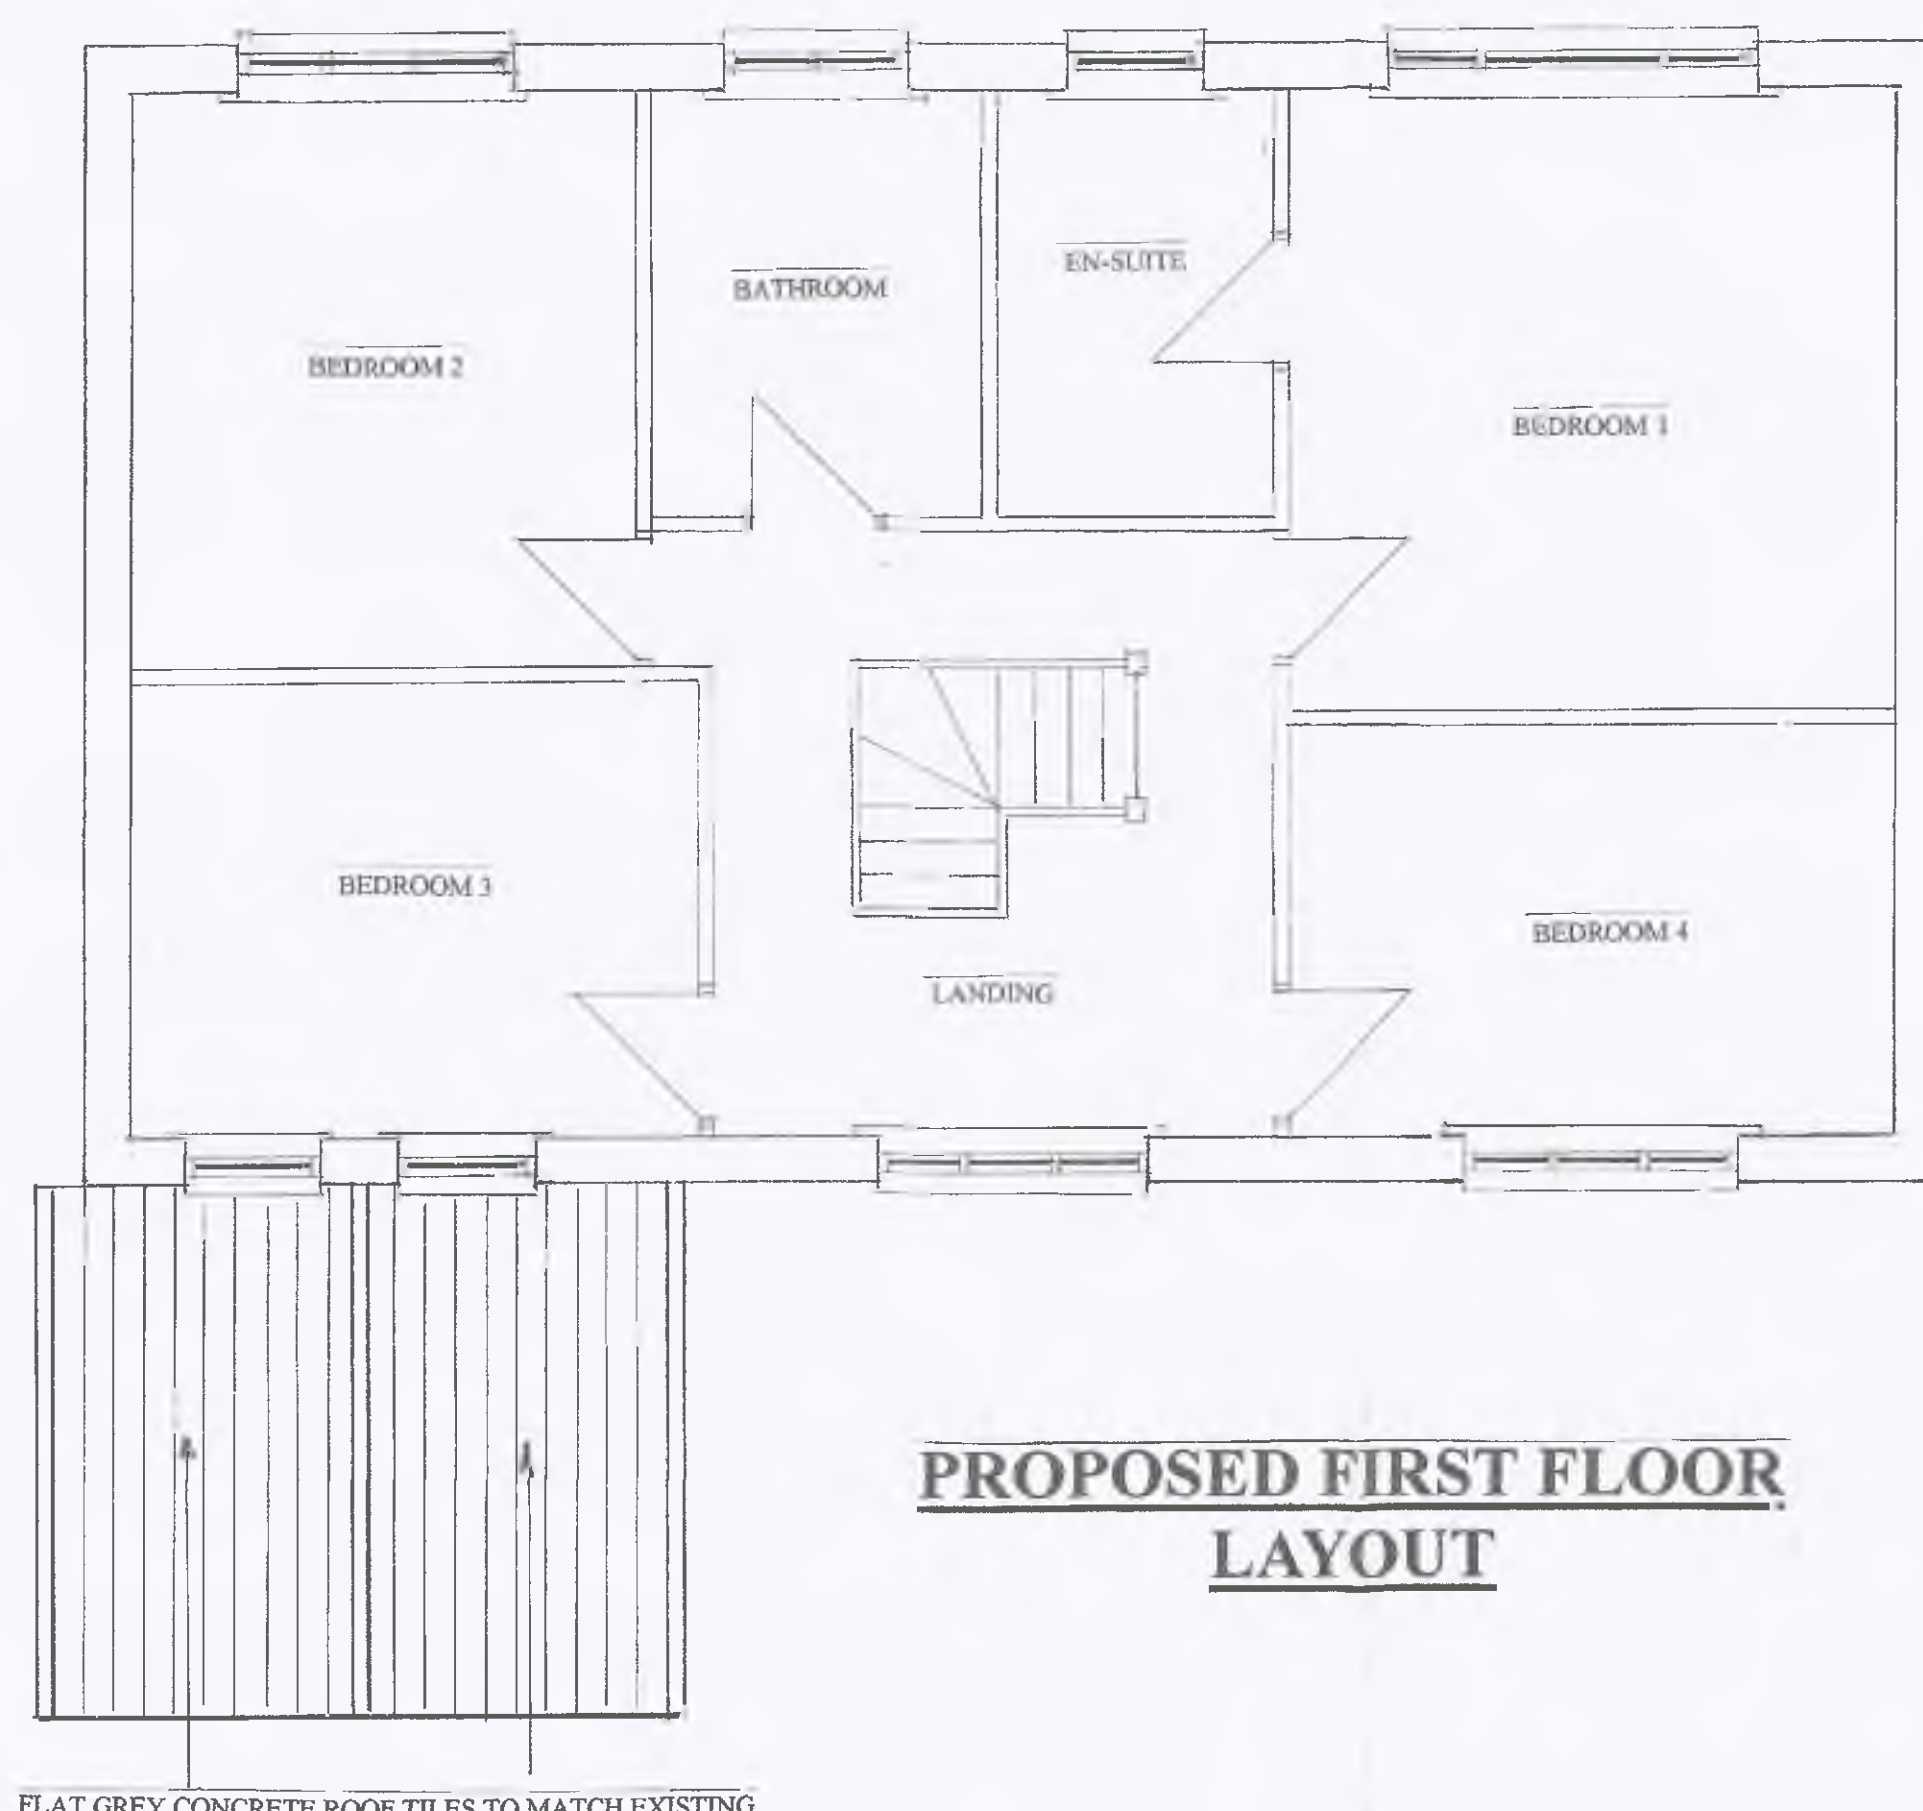 EN-SUITE
BATHROOM
BEDROOM 2
BEDROOM 1
BEDROOM 3
BEDROOM 4
LANDING
PROPOSED FIRST FLOOR
LAYOUT
FLAT GREY CONCRETE ROOF TILES TO MATCH EXISTING